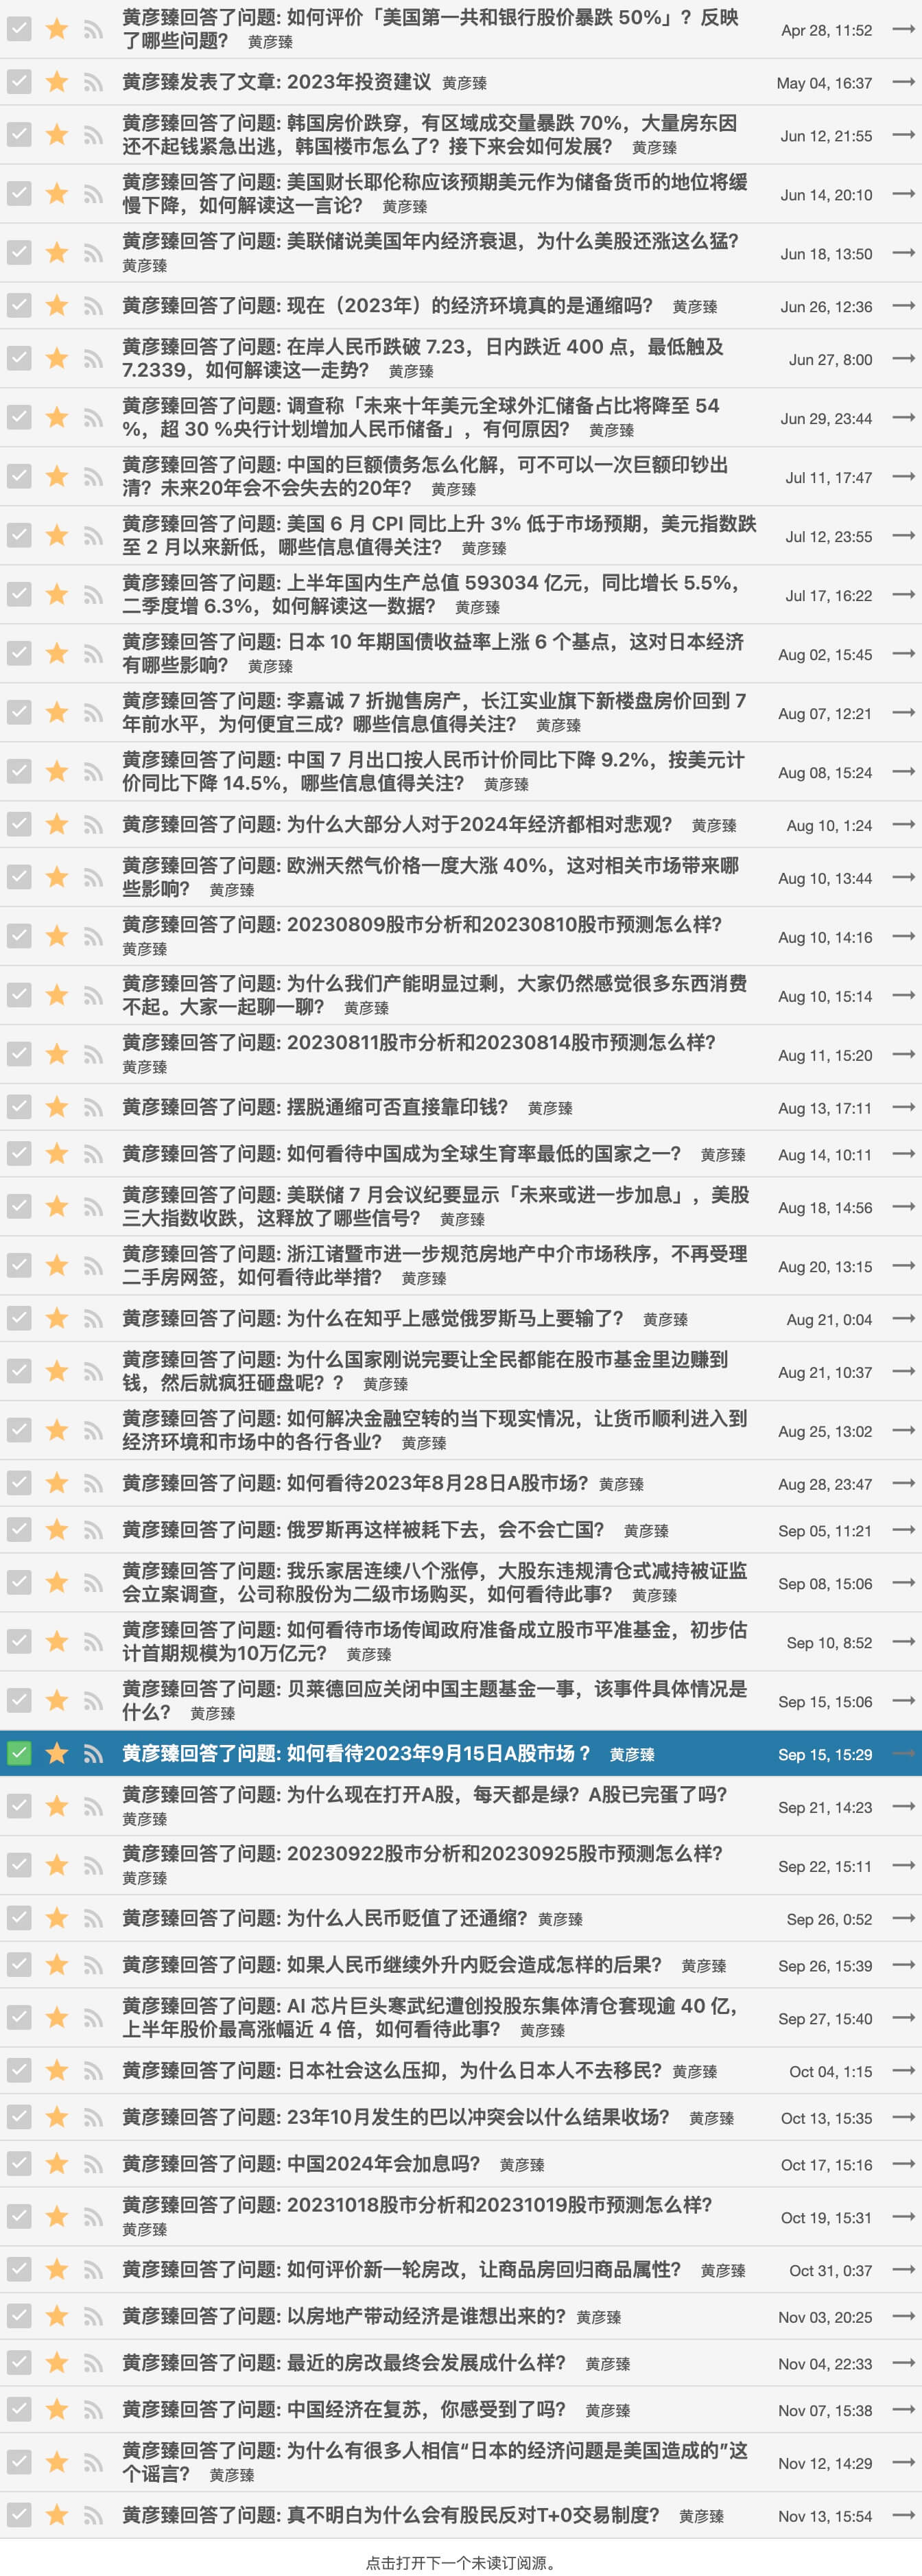 黄彦臻回答了问题: 如何评价「美国第一共和银行股价暴跌 50%」? 反映
了哪些问题? 黄彦臻
Apr 28, 11:52
黄彦臻发表了文章: 2023年投资建议 黄彦臻
May 04, 16:37
黄彦臻回答了问题: 韩国房价跌穿，有区域成交量暴跌 70%，大量房东因
还不起钱紧急出逃，韩国楼市怎么了? 接下来会如何发展? 黄彦臻
Jun 12, 21:55
黄彦臻回答了问题: 美国财长耶伦称应该预期美元作为储备货币的地位将缓
慢下降，如何解读这一言论? 黄彦臻
Jun 14, 20:10
黄彦臻回答了问题: 美联储说美国年内经济衰退，为什么美股还涨这么猛?
黄彦臻
Jun 18, 13:50
黄彦臻回答了问题: 现在（2023年）的经济环境真的是通缩吗? 黄彦臻
Jun 26, 12:36
黄彦臻回答了问题: 在岸人民币跌破 7.23，日内跌近 400 点，最低触及
7.2339，如何解读这一走势? 黄彦臻
Jun 27, 8:00
黄彦臻回答了问题: 调查称「未来十年美元全球外汇储备占比将降至 54
%，超 30 %央行计划增加人民币储备」，有何原因? 黄彦臻
Jun 29, 23:44
黄彦臻回答了问题: 中国的巨额债务怎么化解，可不可以一次巨额印钞出
清? 未来20年会不会失去的20年? 黄彦臻
Jul 11, 17:47
黄彦臻回答了问题: 美国 6 月 CPI 同比上升 3% 低于市场预期，美元指数跌
至 2 月以来新低，哪些信息值得关注? 黄彦臻
Jul 12, 23:55
黄彦臻回答了问题: 上半年国内生产总值 593034 亿元，同比增长 5.5%，
二季度增 6.3%，如何解读这一数据? 黄彦臻
Jul 17, 16:22
黄彦臻回答了问题: 日本 10 年期国债收益率上涨 6 个基点，这对日本经济
有哪些影响? 黄彦臻
Aug 02, 15:45
黄彦臻回答了问题: 李嘉诚 7 折抛售房产，长江实业旗下新楼盘房价回到 7
年前水平，为何便宜三成? 哪些信息值得关注? 黄彦臻
Aug 07, 12:21
黄彦臻回答了问题: 中国 7 月出口按人民币计价同比下降 9.2%，按美元计
价同比下降 14.5%，哪些信息值得关注? 黄彦臻
Aug 08, 15:24
黄彦臻回答了问题: 为什么大部分人对于2024年经济都相对悲观? 黄彦臻
Aug 10, 1:24
黄彦臻回答了问题: 欧洲天然气价格一度大涨 40%，这对相关市场带来哪
些影响? 黄彦臻
Aug 10, 13:44
黄彦臻回答了问题: 20230809股市分析和20230810股市预测怎么样?
黄彦臻
Aug 10, 14:16
黄彦臻回答了问题: 为什么我们产能明显过剩，大家仍然感觉很多东西消费
不起。大家一起聊一聊? 黄彦臻
Aug 10, 15:14
黄彦臻回答了问题: 20230811股市分析和20230814股市预测怎么样?
黄彦臻
Aug 11, 15:20
黄彦臻回答了问题: 摆脱通缩可否直接靠印钱? 黄彦臻
Aug 13, 17:11
黄彦臻回答了问题: 如何看待中国成为全球生育率最低的国家之一? 黄彦臻
Aug 14, 10:11
黄彦臻回答了问题: 美联储 7 月会议纪要显示「未来或进一步加息」，美股
三大指数收跌，这释放了哪些信号? 黄彦臻
Aug 18, 14:56
黄彦臻回答了问题: 浙江诸暨市进一步规范房地产中介市场秩序，不再受理
二手房网签，如何看待此举措? 黄彦臻
Aug 20, 13:15
黄彦臻回答了问题: 为什么在知乎上感觉俄罗斯马上要输了? 黄彦臻
Aug 21, 0:04
黄彦臻回答了问题: 为什么国家刚说完要让全民都能在股市基金里边赚到
钱，然后就疯狂砸盘呢? ? 黄彦臻
Aug 21, 10:37
黄彦臻回答了问题: 如何解决金融空转的当下现实情况，让货币顺利进入到
经济环境和市场中的各行各业? 黄彦臻
Aug 25, 13:02
黄彦臻回答了问题: 如何看待2023年8月28日A股市场? 黄彦臻
Aug 28, 23:47
黄彦臻回答了问题: 俄罗斯再这样被耗下去，会不会亡国? 黄彦臻
Sep 05, 11:21
黄彦臻回答了问题: 我乐家居连续八个涨停，大股东违规清仓式减持被证监
会立案调查，公司称股份为二级市场购买，如何看待此事? 黄彦臻
Sep 08, 15:06
黄彦臻回答了问题: 如何看待市场传闻政府准备成立股市平准基金，初步估
计首期规模为10万亿元? 黄彦臻
Sep 10, 8:52
黄彦臻回答了问题: 贝莱德回应关闭中国主题基金一事，该事件具体情况是
什么? 黄彦臻
Sep 15, 15:06
黄彦臻回答了问题: 如何看待2023年9月15日A股市场 ? 黄彦臻
Sep 15, 15:29
黄彦臻回答了问题: 为什么现在打开A股，每天都是绿? A股已完蛋了吗?
黄彦臻
Sep 21, 14:23
黄彦臻回答了问题: 20230922股市分析和20230925股市预测怎么样?
黄彦臻
Sep 22, 15:11
黄彦臻回答了问题: 为什么人民币贬值了还通缩? 黄彦臻
Sep 26, 0:52
黄彦臻回答了问题: 如果人民币继续外升内贬会造成怎样的后果? 黄彦臻
Sep 26, 15:39
黄彦臻回答了问题: AI 芯片巨头寒武纪遭创投股东集体清仓套现逾 40 亿，
上半年股价最高涨幅近 4 倍，如何看待此事? 黄彦臻
Sep 27, 15:40
黄彦臻回答了问题: 日本社会这么压抑，为什么日本人不去移民? 黄彦臻
Oct 04, 1:15
黄彦臻回答了问题: 23年10月发生的巴以冲突会以什么结果收场? 黄彦臻
Oct 13, 15:35
黄彦臻回答了问题: 中国2024年会加息吗? 黄彦臻
Oct 17, 15:16
黄彦臻回答了问题: 20231018股市分析和20231019股市预测怎么样?
黄彦臻
Oct 19, 15:31
黄彦臻回答了问题: 如何评价新一轮房改，让商品房回归商品属性? 黄彦臻
Oct 31, 0:37
黄彦臻回答了问题: 以房地产带动经济是谁想出来的? 黄彦臻
Nov 03, 20:25
黄彦臻回答了问题: 最近的房改最终会发展成什么样? 黄彦臻
Nov 04, 22:33
黄彦臻回答了问题: 中国经济在复苏，你感受到了吗? 黄彦臻
Nov 07, 15:38
黄彦臻回答了问题: 为什么有很多人相信“日本的经济问题是美国造成的”这
个谣言? 黄彦臻
Nov 12, 14:29
黄彦臻回答了问题: 真不明白为什么会有股民反对T+0交易制度? 黄彦臻
Nov 13, 15:54
点击打开下一个未读订阅源。